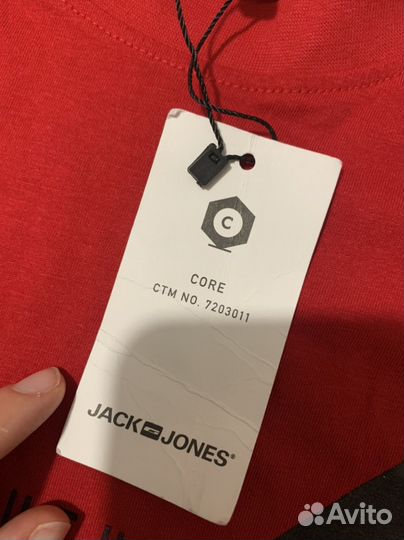 C
CORE
CTM NO. 7203011
JACK JONES®
Avito